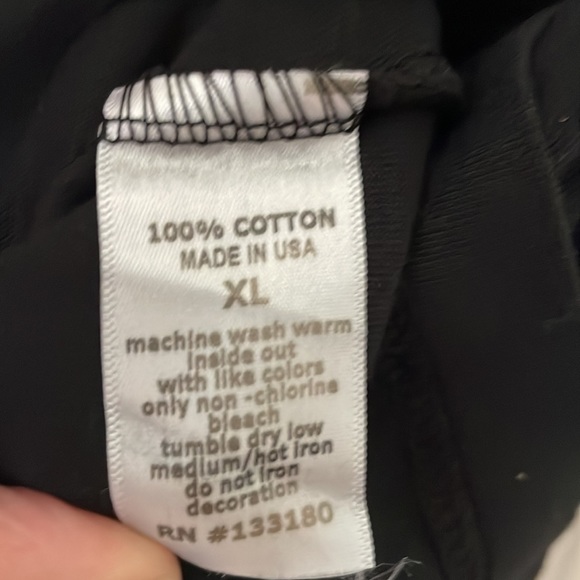 100% COTTON
MADE IN USA
XL
machine wash warm
inside out
with like colors
only non -chlorine
bleach
tumble dry low
medium/hot iron
do not iron
decoration
RN #133180